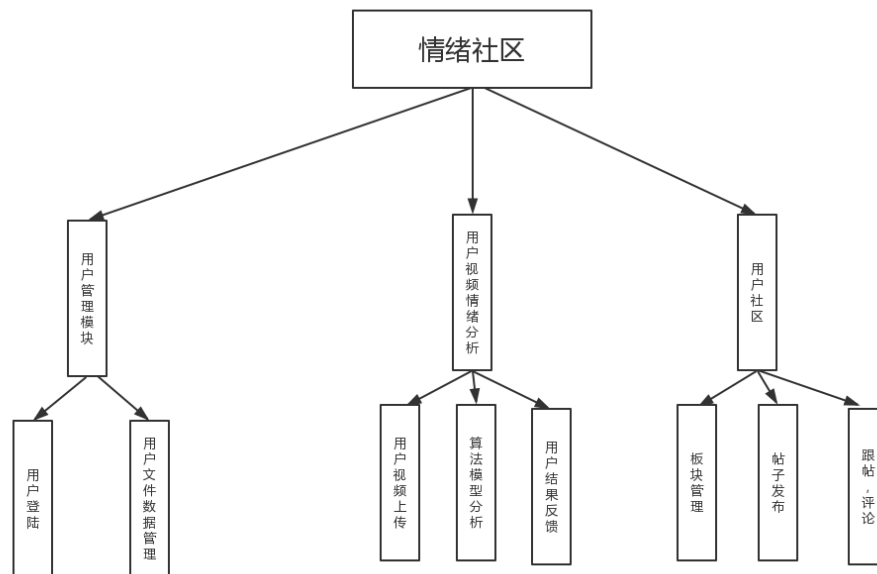 情绪社区
用户管理模块
用户视频情绪分析
用户社区
用户登陆
用户文件数据管理
用户视频上传
算法模型分析
用户结果反馈
板块管理
帖子发布
跟帖，评论